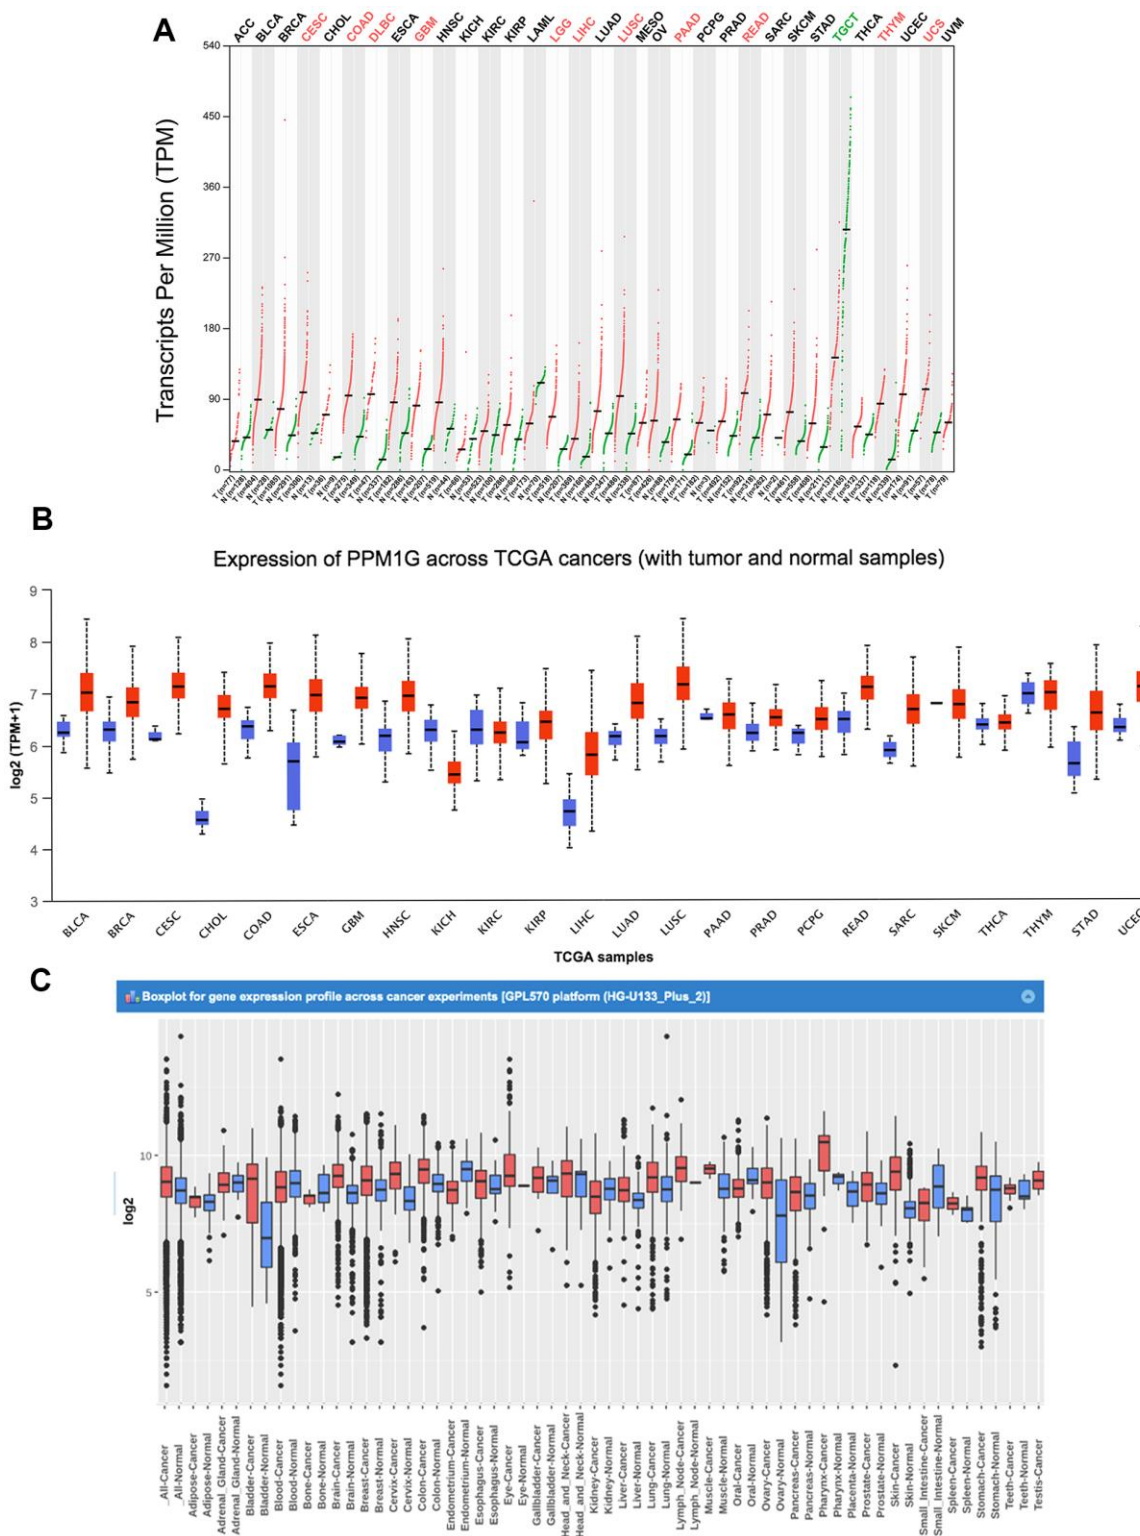 A
ACC BLCA BRCA CESC CHOL COAD DLBC ESCA GBM HNSC KICH KIRC KIRP LAML LGG LIHC LUAD LUSC MESO OV PAAD PCPG PRAD READ SARC SKCM STAD TGCT THCA THYM UCEC UCS UVM
Transcripts Per Million (TPM)
540
450
360
270
180
90
0
B
Expression of PPM1G across TCGA cancers (with tumor and normal samples)
log2 (TPM+1)
9
8
7
6
5
4
3
BLCA BRCA CESC CHOL COAD ESCA GBM HNSC KICH KIRC KIRP LIHC LUAD LUSC PAAD PRAD PCPG READ SARC SKCM THCA THYM STAD UCEC
TCGA samples
C
Boxplot for gene expression profile across cancer experiments [GPL570 platform (HG-U133_Plus_2)]
log2
10
5
_All-Cancer
_All-Normal
Adipose-Cancer
Adipose-Normal
Adrenal_Gland-Cancer
Adrenal_Gland-Normal
Bladder-Cancer
Bladder-Normal
Blood-Cancer
Blood-Normal
Bone-Cancer
Bone-Normal
Brain-Cancer
Brain-Normal
Breast-Cancer
Breast-Normal
Cervix-Cancer
Cervix-Normal
Colon-Cancer
Colon-Normal
Endometrium-Cancer
Endometrium-Normal
Esophagus-Cancer
Esophagus-Normal
Eye-Cancer
Eye-Normal
Gallbladder-Cancer
Gallbladder-Normal
Head_and_Neck-Cancer
Head_and_Neck-Normal
Kidney-Cancer
Kidney-Normal
Liver-Cancer
Liver-Normal
Lung-Cancer
Lung-Normal
Lymph_Node-Cancer
Lymph_Node-Normal
Muscle-Cancer
Muscle-Normal
Oral-Cancer
Oral-Normal
Ovary-Cancer
Ovary-Normal
Pancreas-Cancer
Pancreas-Normal
Pharynx-Cancer
Pharynx-Normal
Placenta-Normal
Prostate-Cancer
Prostate-Normal
Skin-Cancer
Skin-Normal
Small_Intestine-Cancer
Small_Intestine-Normal
Spleen-Cancer
Spleen-Normal
Stomach-Cancer
Stomach-Normal
Teeth-Cancer
Teeth-Normal
Testis-Cancer